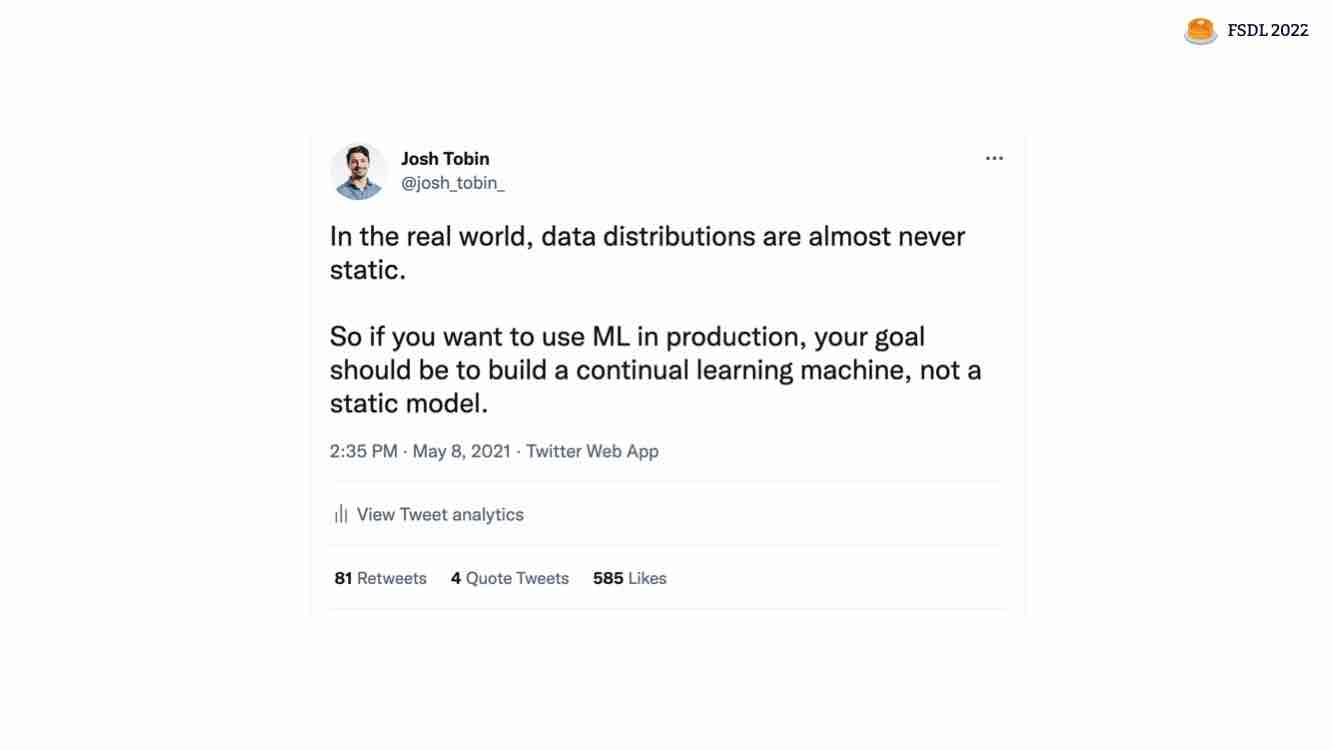 FSDL 2022
Josh Tobin
@josh_tobin_
In the real world, data distributions are almost never
static.
So if you want to use ML in production, your goal
should be to build a continual learning machine, not a
static model.
2:35 PM · May 8, 2021 · Twitter Web App
View Tweet analytics
81 Retweets 4 Quote Tweets 585 Likes